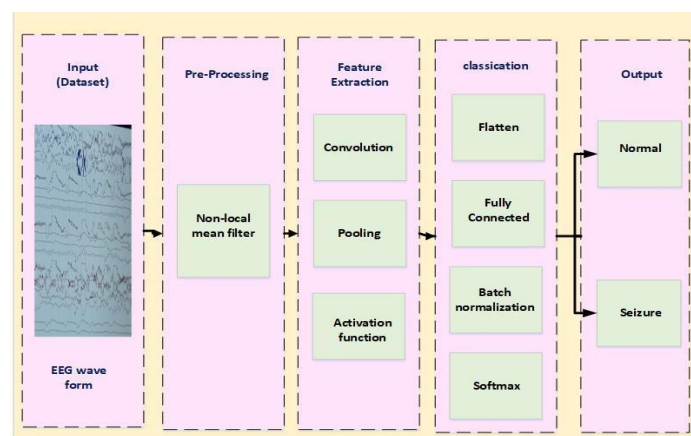 Input
(Dataset)
EEG wave
form
Pre-Processing
Non-local
mean filter
Feature
Extraction
Convolution
Pooling
Activation
function
classication
Flatten
Fully
Connected
Batch
normalization
Softmax
Output
Normal
Seizure